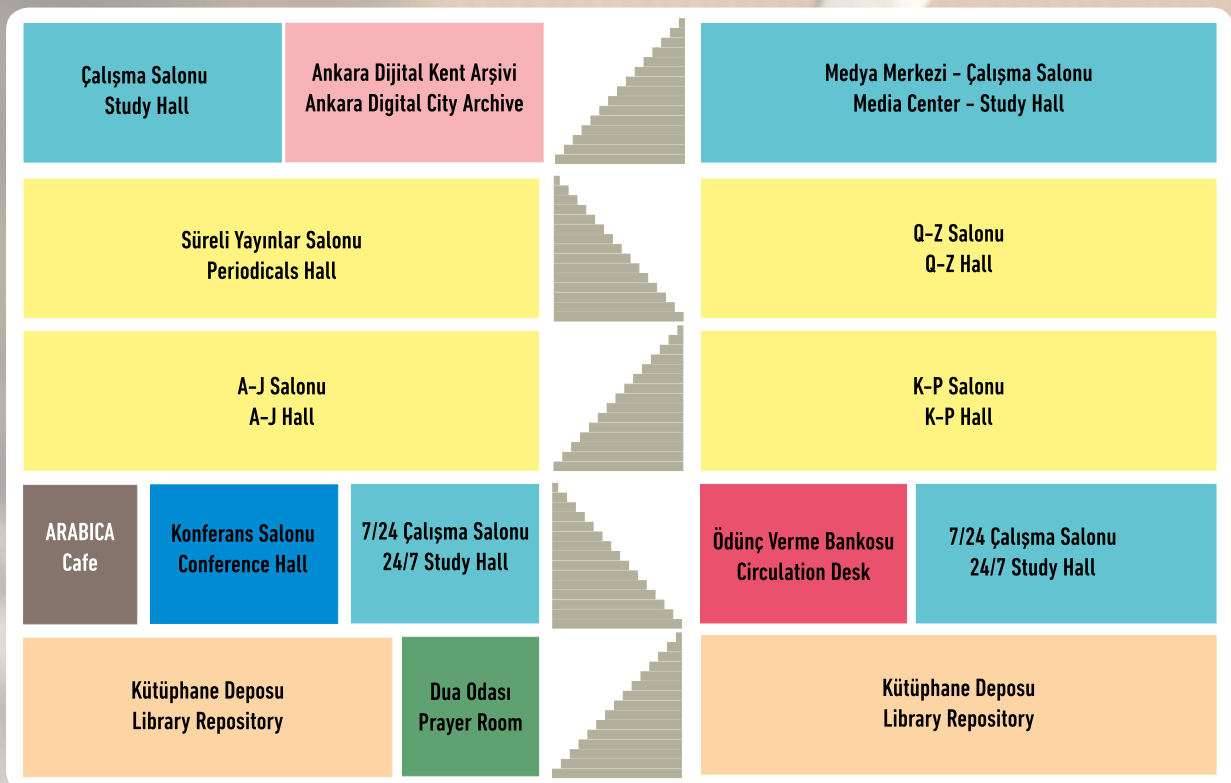 Çalışma Salonu
Study Hall
Ankara Dijital Kent Arşivi
Ankara Digital City Archive
Medya Merkezi - Çalışma Salonu
Media Center - Study Hall
Süreli Yayınlar Salonu
Periodicals Hall
Q-Z Salonu
Q-Z Hall
A-J Salonu
A-J Hall
K-P Salonu
K-P Hall
ARABICA
Cafe
Konferans Salonu
Conference Hall
7/24 Çalışma Salonu
24/7 Study Hall
Ödünç Verme Bankosu
Circulation Desk
7/24 Çalışma Salonu
24/7 Study Hall
Kütüphane Deposu
Library Repository
Dua Odası
Prayer Room
Kütüphane Deposu
Library Repository